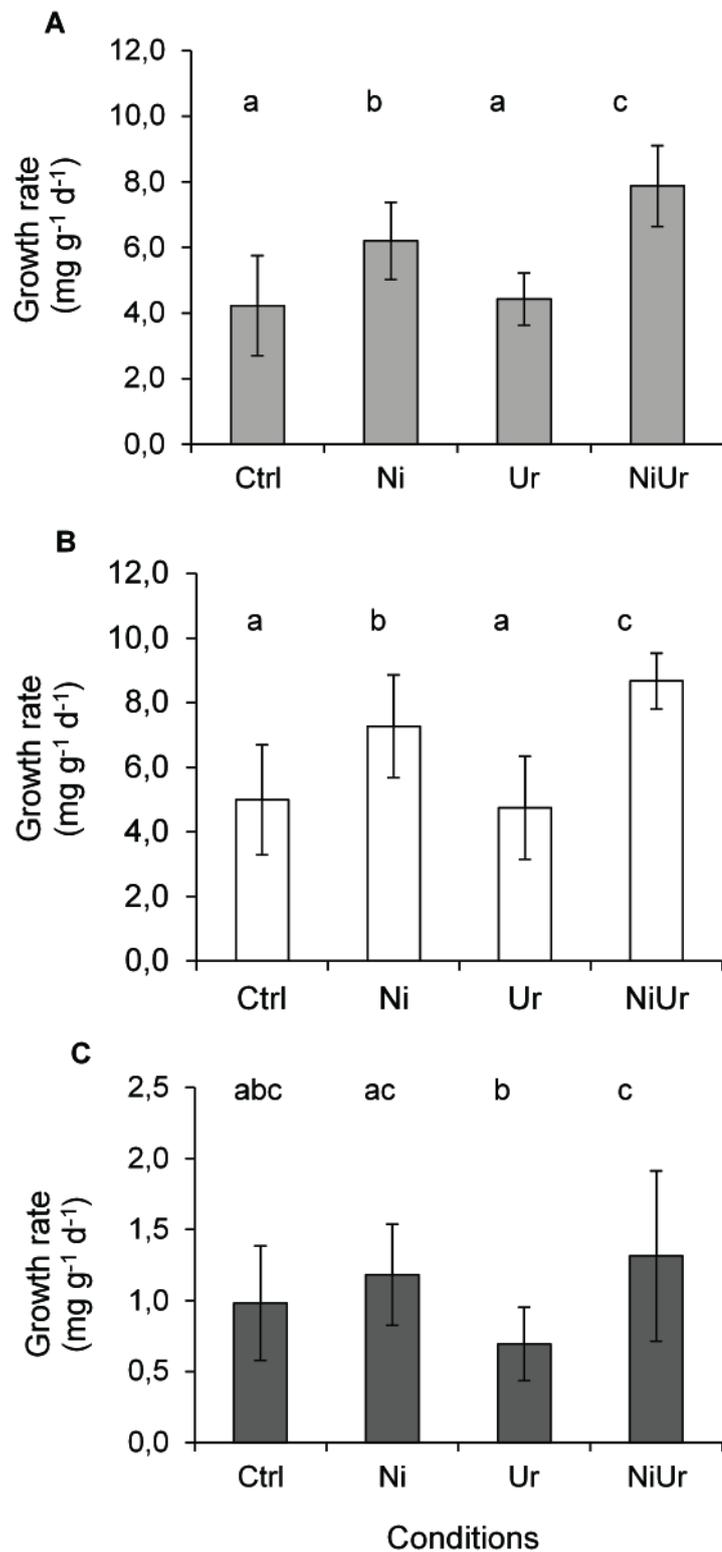 A
12,0
a b a c
10,0
8,0
6,0
4,0
2,0
0,0
Growth rate
(mg g⁻¹ d⁻¹)
Ctrl Ni Ur NiUr
B
12,0
a b a c
10,0
8,0
6,0
4,0
2,0
0,0
Growth rate
(mg g⁻¹ d⁻¹)
Ctrl Ni Ur NiUr
C
2,5
abc ac b c
2,0
1,5
1,0
0,5
0,0
Growth rate
(mg g⁻¹ d⁻¹)
Ctrl Ni Ur NiUr
Conditions